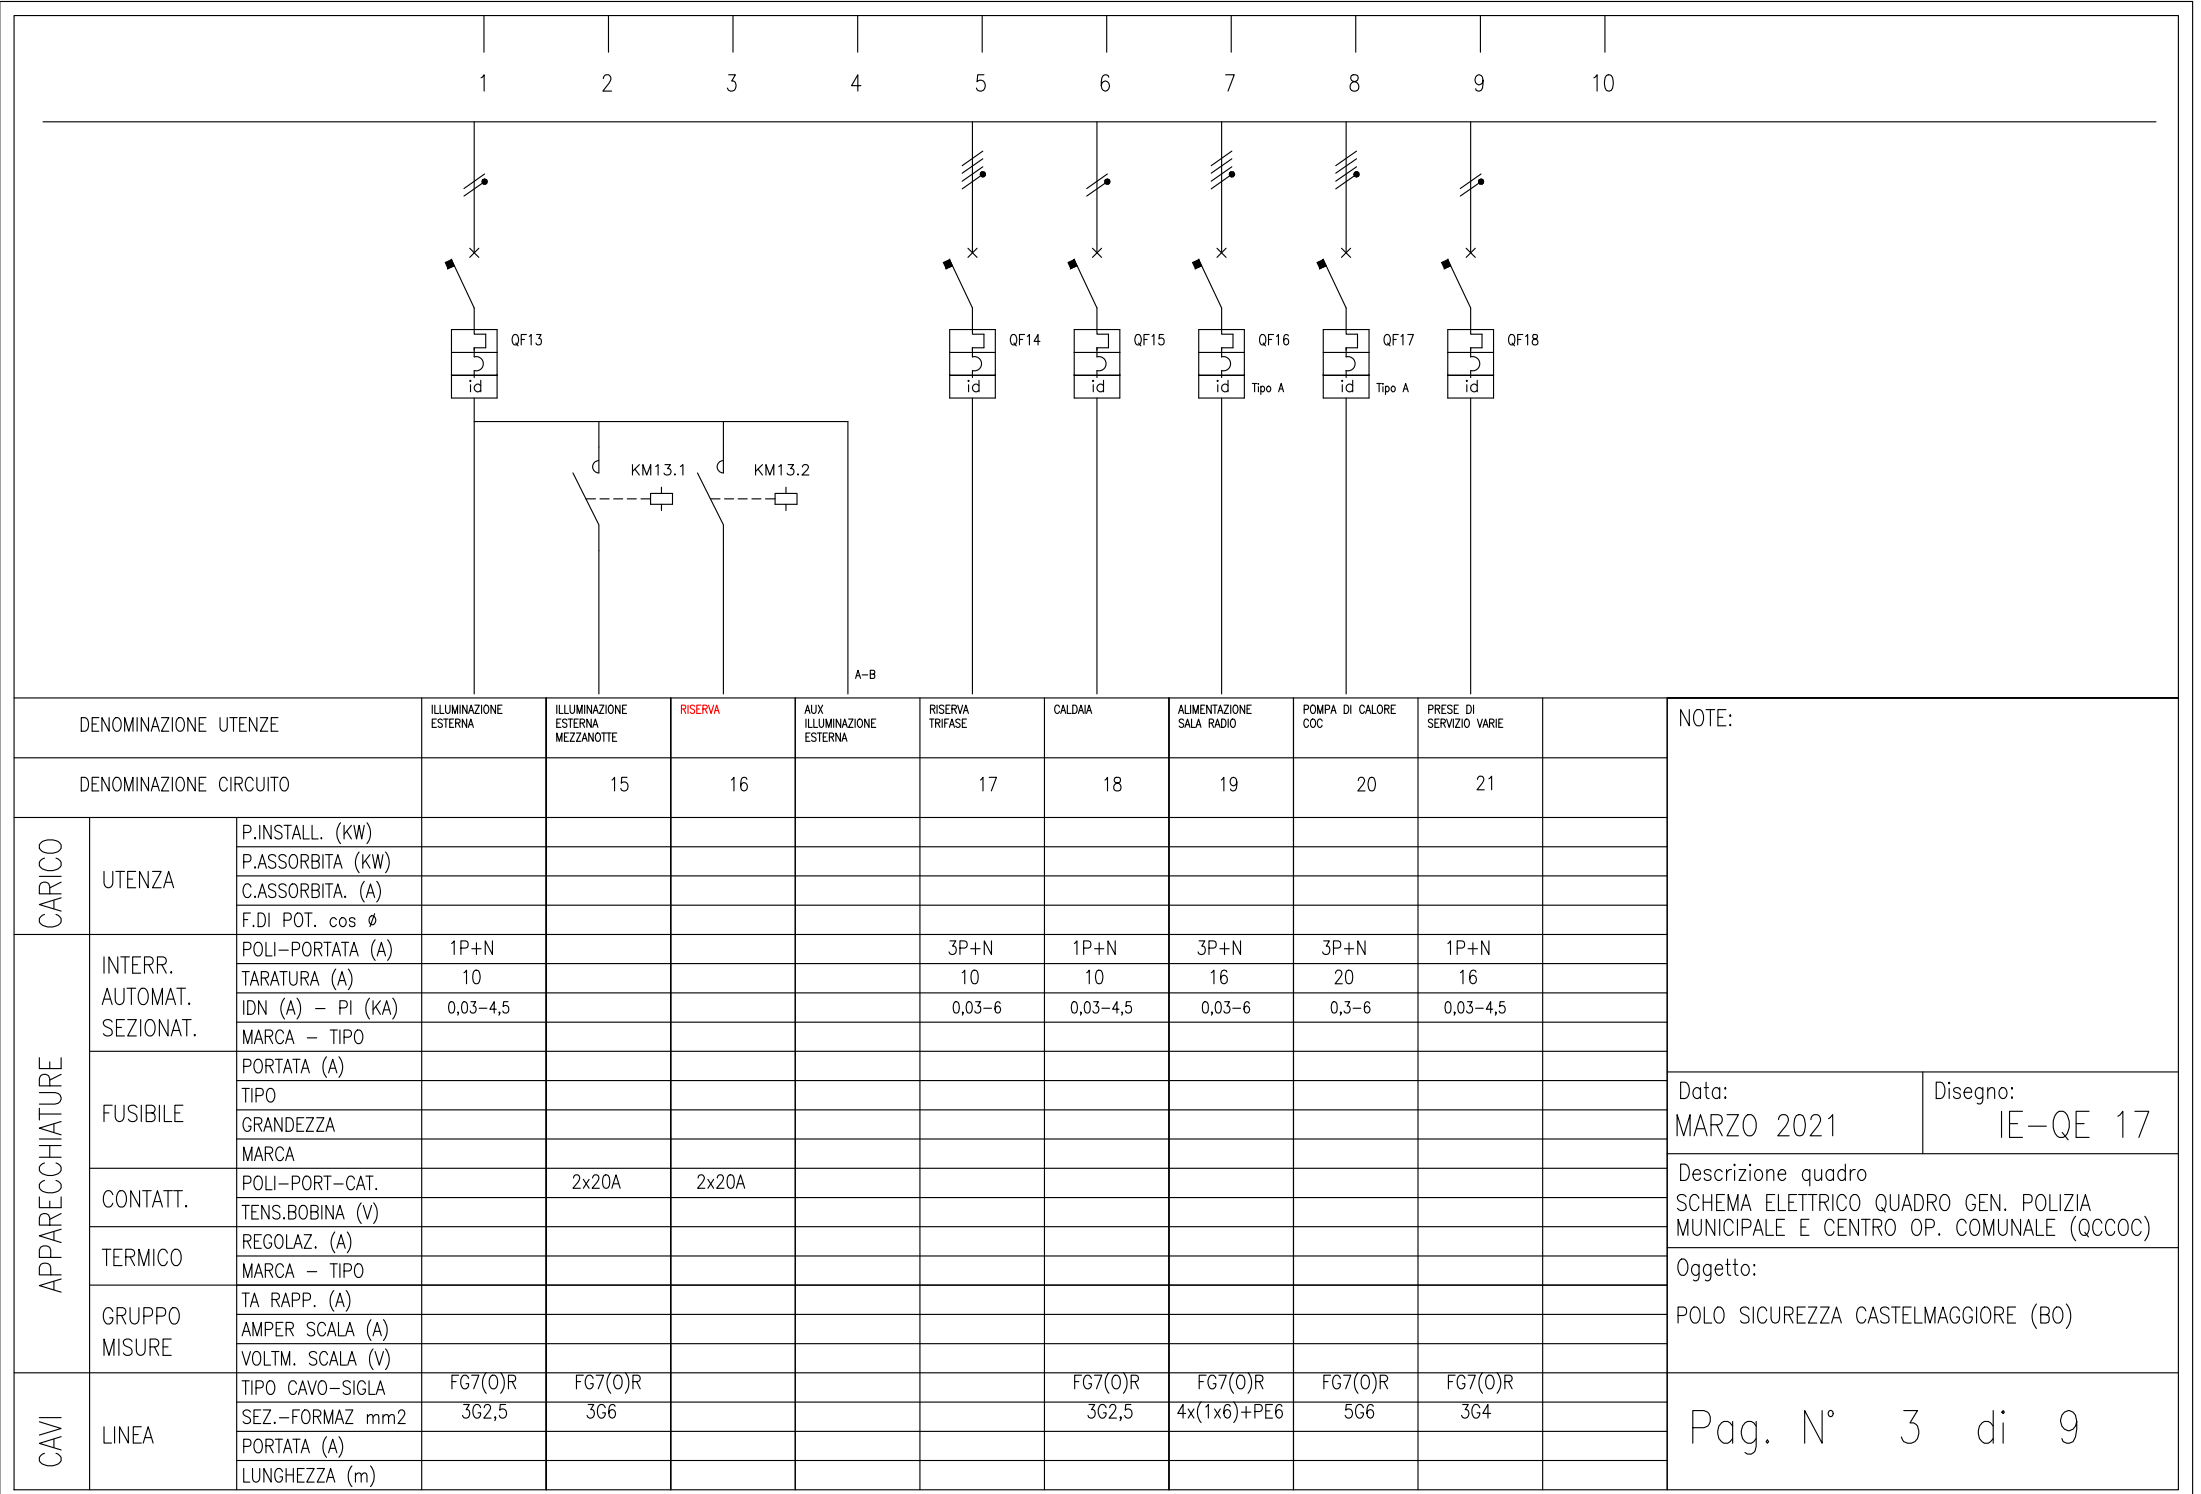 1 2 3 4 5 6 7 8 9 10
QF13 QF14 QF15 QF16 QF17 QF18
id id id id Tipo A id Tipo A id
KM13.1 KM13.2
A-B
DENOMINAZIONE UTENZE
ILLUMINAZIONE
ESTERNA
ILLUMINAZIONE
ESTERNA
MEZZANOTTE
RISERVA
AUX
ILLUMINAZIONE
ESTERNA
RISERVA
TRIFASE
CALDAIA
ALIMENTAZIONE
SALA RADIO
POMPA DI CALORE
COC
PRESE DI
SERVIZIO VARIE
DENOMINAZIONE CIRCUITO 15 16 17 18 19 20 21
CARICO
UTENZA
P.INSTALL. (KW)
P.ASSORBITA (KW)
C.ASSORBITA. (A)
F.DI POT. cos ø
APPARECCHIATURE
INTERR.
AUTOMAT.
SEZIONAT.
POLI-PORTATA (A) 1P+N 3P+N 1P+N 3P+N 3P+N 1P+N
TARATURA (A) 10 10 10 16 20 16
IDN (A) - PI (KA) 0,03-4,5 0,03-6 0,03-4,5 0,03-6 0,3-6 0,03-4,5
MARCA - TIPO
FUSIBILE
PORTATA (A)
TIPO
GRANDEZZA
MARCA
CONTATT.
POLI-PORT-CAT. 2x20A 2x20A
TENS.BOBINA (V)
TERMICO
REGOLAZ. (A)
MARCA - TIPO
GRUPPO
MISURE
TA RAPP. (A)
AMPER SCALA (A)
VOLTM. SCALA (V)
CAVI
LINEA
TIPO CAVO-SIGLA FG7(O)R FG7(O)R FG7(O)R FG7(O)R FG7(O)R FG7(O)R
SEZ.-FORMAZ mm2 3G2,5 3G6 3G2,5 4x(1x6)+PE6 5G6 3G4
PORTATA (A)
LUNGHEZZA (m)
NOTE:
Data:
MARZO 2021
Disegno:
IE-QE 17
Descrizione quadro
SCHEMA ELETTRICO QUADRO GEN. POLIZIA
MUNICIPALE E CENTRO OP. COMUNALE (QCCOC)
Oggetto:
POLO SICUREZZA CASTELMAGGIORE (BO)
Pag. N° 3 di 9